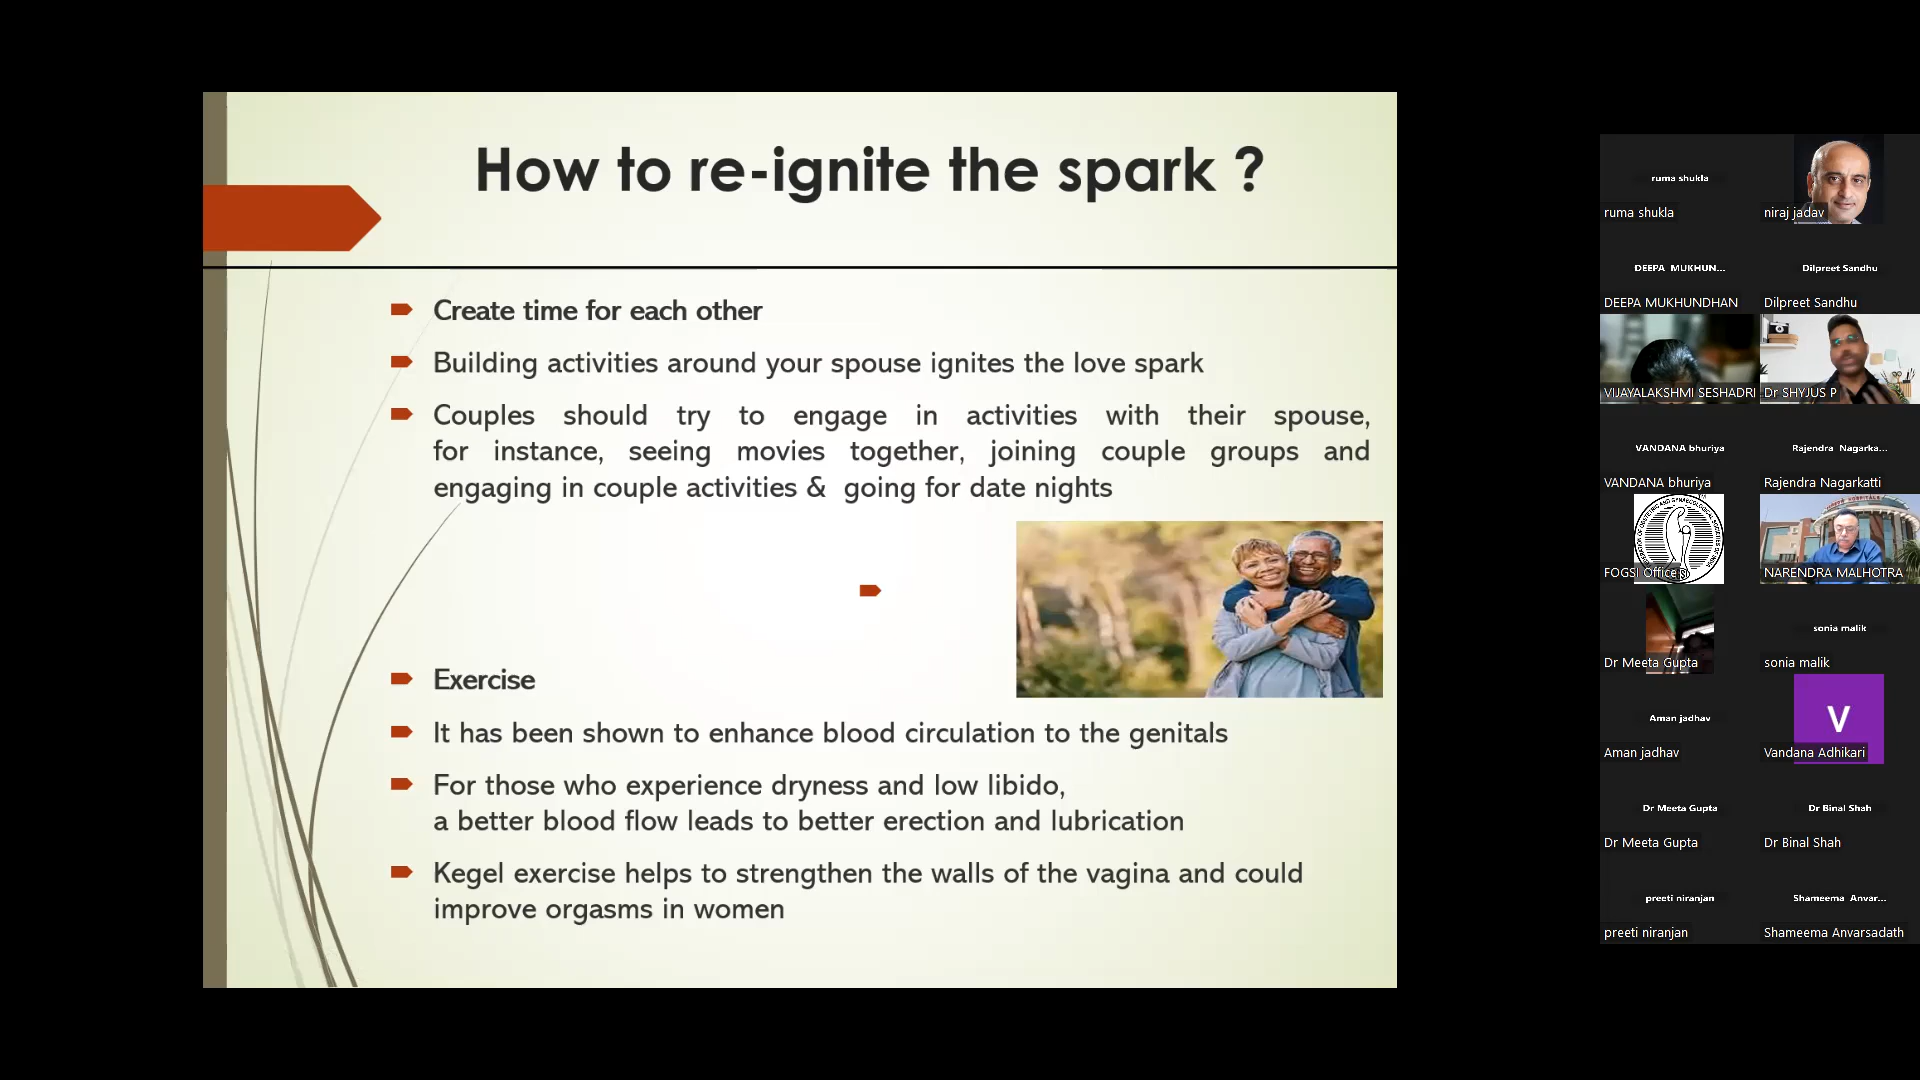 How to re-ignite the spark ?
Create time for each other
Building activities around your spouse ignites the love spark
Couples should try to engage in activities with their spouse,
for instance, seeing movies together, joining couple groups and
engaging in couple activities & going for date nights
Exercise
It has been shown to enhance blood circulation to the genitals
For those who experience dryness and low libido,
a better blood flow leads to better erection and lubrication
Kegel exercise helps to strengthen the walls of the vagina and could
improve orgasms in women
ruma shukla
ruma shukla
niraj jadav
DEEPA MUKHUN...
DEEPA MUKHUNDHAN
Dilpreet Sandhu
Dilpreet Sandhu
VIJAYALAKSHMI SESHADRI
Dr SHYJUS P
VANDANA bhuriya
VANDANA bhuriya
Rajendra Nagarka...
Rajendra Nagarkatti
FOGSI Office
NARENDRA MALHOTRA
Dr Meeta Gupta
sonia malik
sonia malik
Aman jadhav
Aman jadhav
V
Vandana Adhikari
Dr Meeta Gupta
Dr Meeta Gupta
Dr Binal Shah
Dr Binal Shah
preeti niranjan
preeti niranjan
Shameema Anvar...
Shameema Anvarsadath